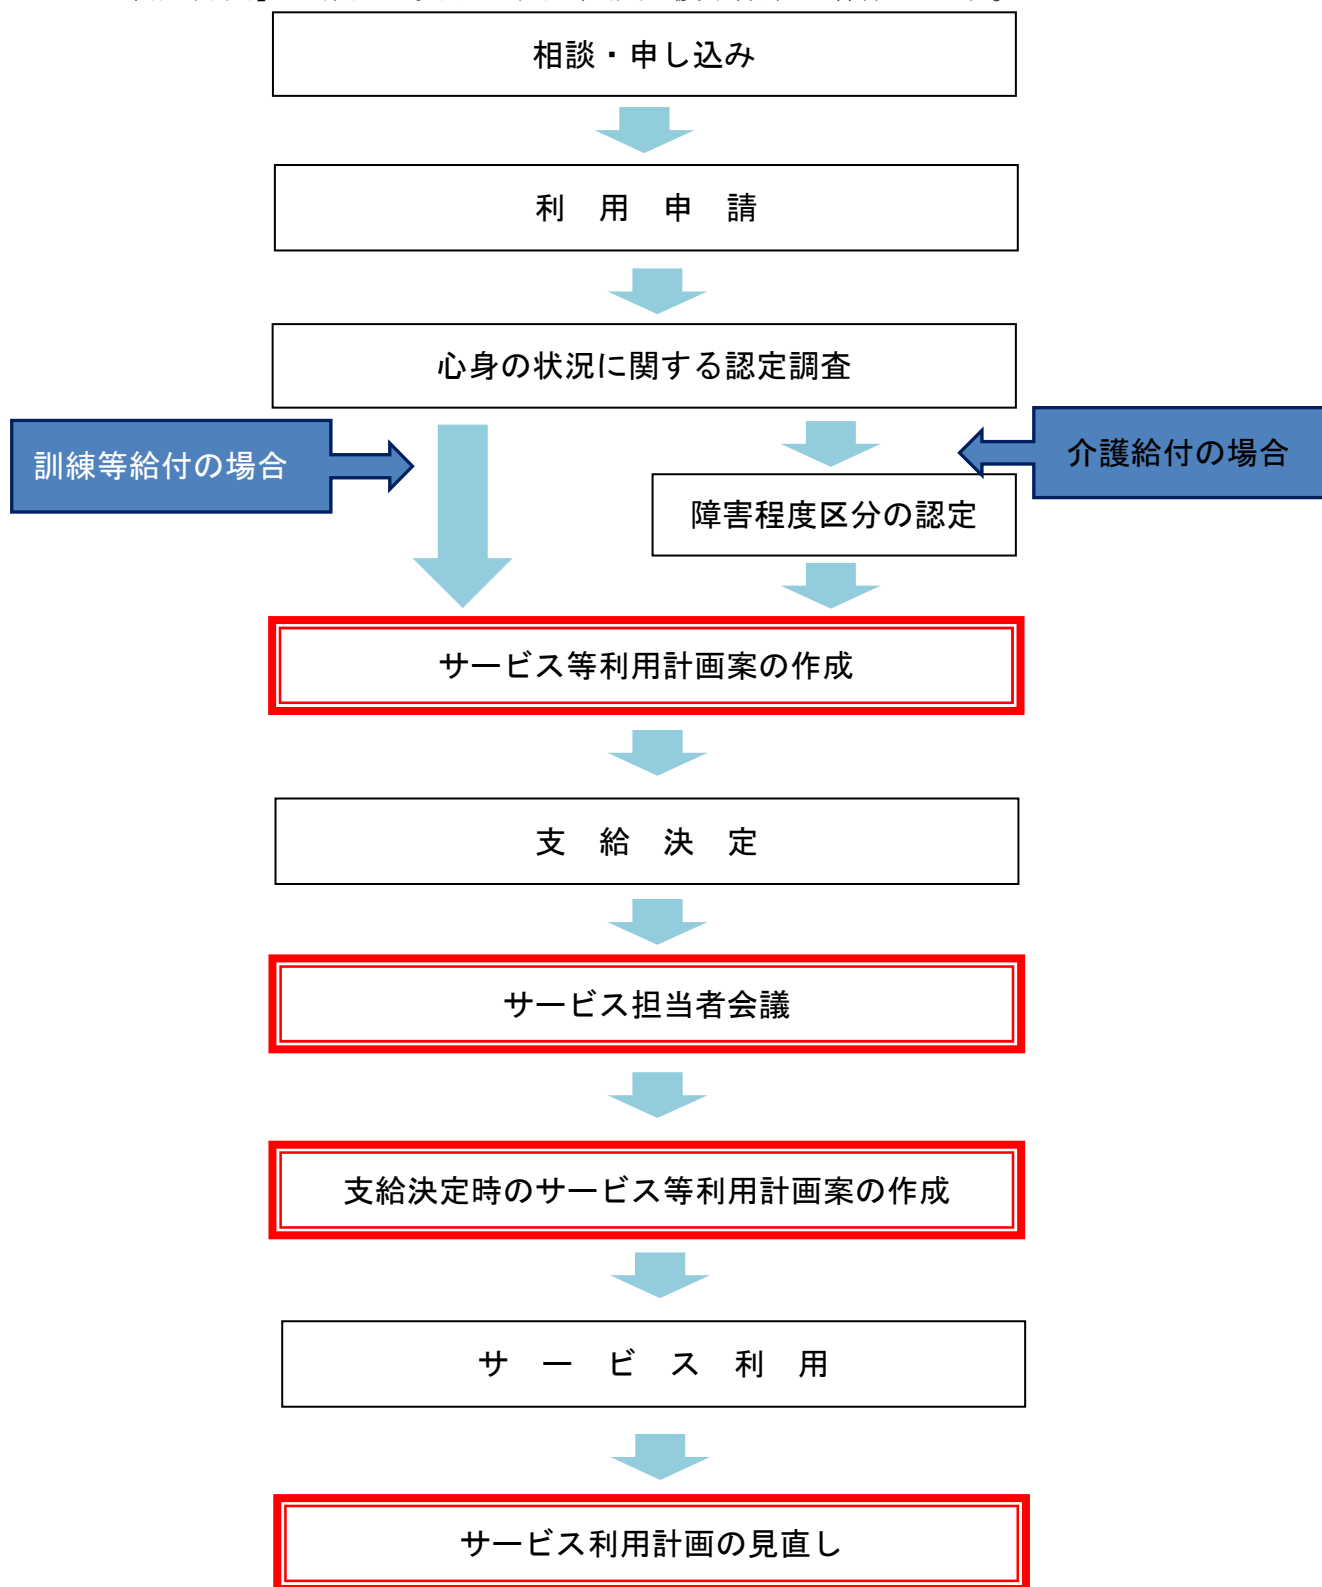 相談・申し込み
利　用　申　請
心身の状況に関する認定調査
訓練等給付の場合
介護給付の場合
障害程度区分の認定
サービス等利用計画案の作成
支　給　決　定
サービス担当者会議
支給決定時のサービス等利用計画案の作成
サ　ー　ビ　ス　利　用
サービス利用計画の見直し